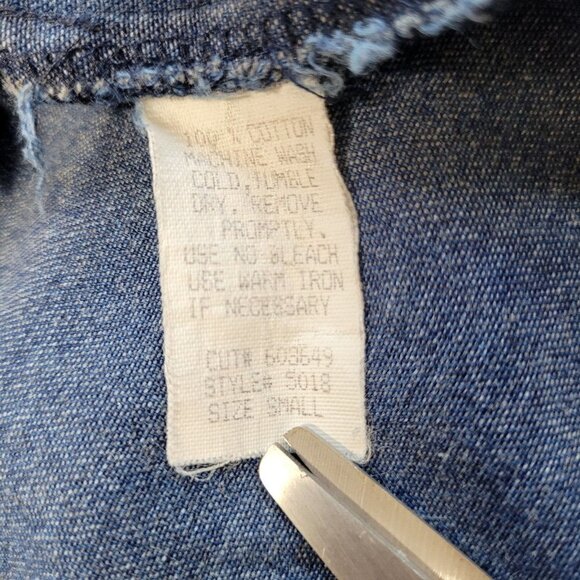 100 % COTTON
MACHINE WASH
COLD, TUMBLE
DRY. REMOVE
PROMPTLY.
USE NO BLEACH
USE WARM IRON
IF NECESSARY
CUT# 603649
STYLE# 5018
SIZE SMALL